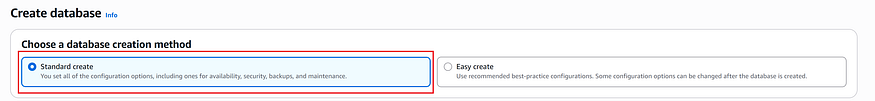 Create database Info
Choose a database creation method
Standard create
You set all of the configuration options, including ones for availability, security, backups, and maintenance.
Easy create
Use recommended best-practice configurations. Some configuration options can be changed after the database is created.